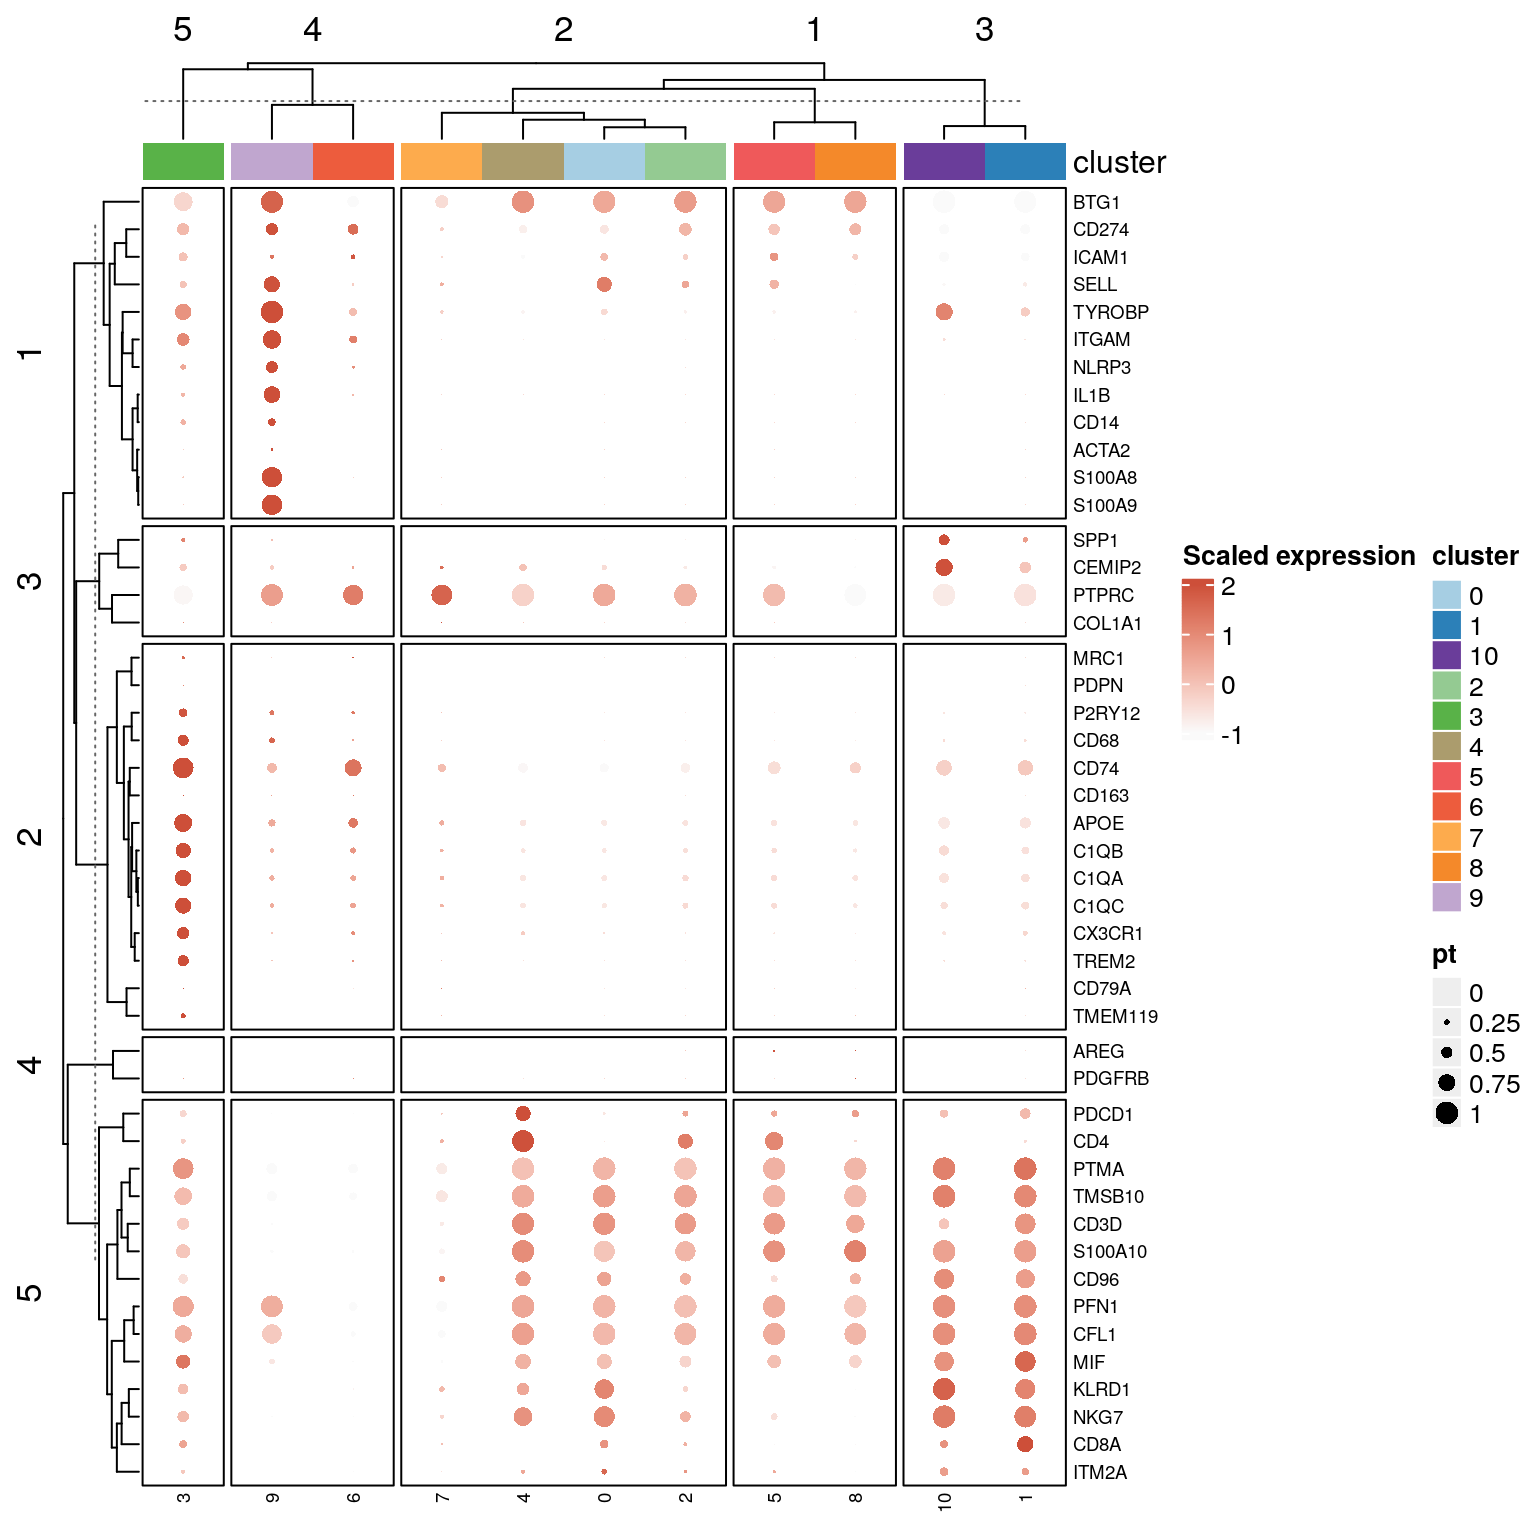 5 4 2 1 3
cluster
1
BTG1
CD274
ICAM1
SELL
TYROBP
ITGAM
NLRP3
IL1B
CD14
ACTA2
S100A8
S100A9
3
SPP1
CEMIP2
PTPRC
COL1A1
2
MRC1
PDPN
P2RY12
CD68
CD74
CD163
APOE
C1QB
C1QA
C1QC
CX3CR1
TREM2
CD79A
TMEM119
4
AREG
PDGFRB
5
PDCD1
CD4
PTMA
TMSB10
CD3D
S100A10
CD96
PFN1
CFL1
MIF
KLRD1
NKG7
CD8A
ITM2A
3 9 6 7 4 0 2 5 8 10 1
Scaled expression
2
1
0
-1
cluster
0
1
10
2
3
4
5
6
7
8
9
pt
0
0.25
0.5
0.75
1